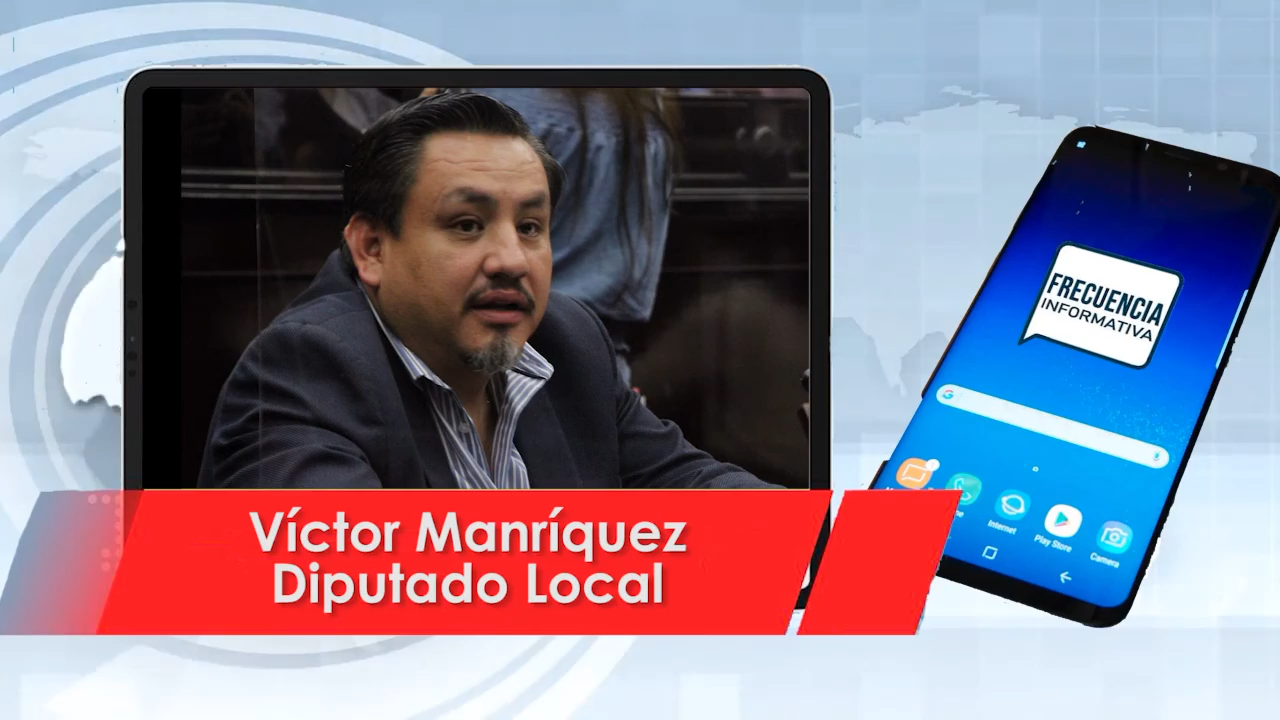 FRECUENCIA
INFORMATIVA
Internet
Play Store
Camera
Víctor Manríquez
Diputado Local